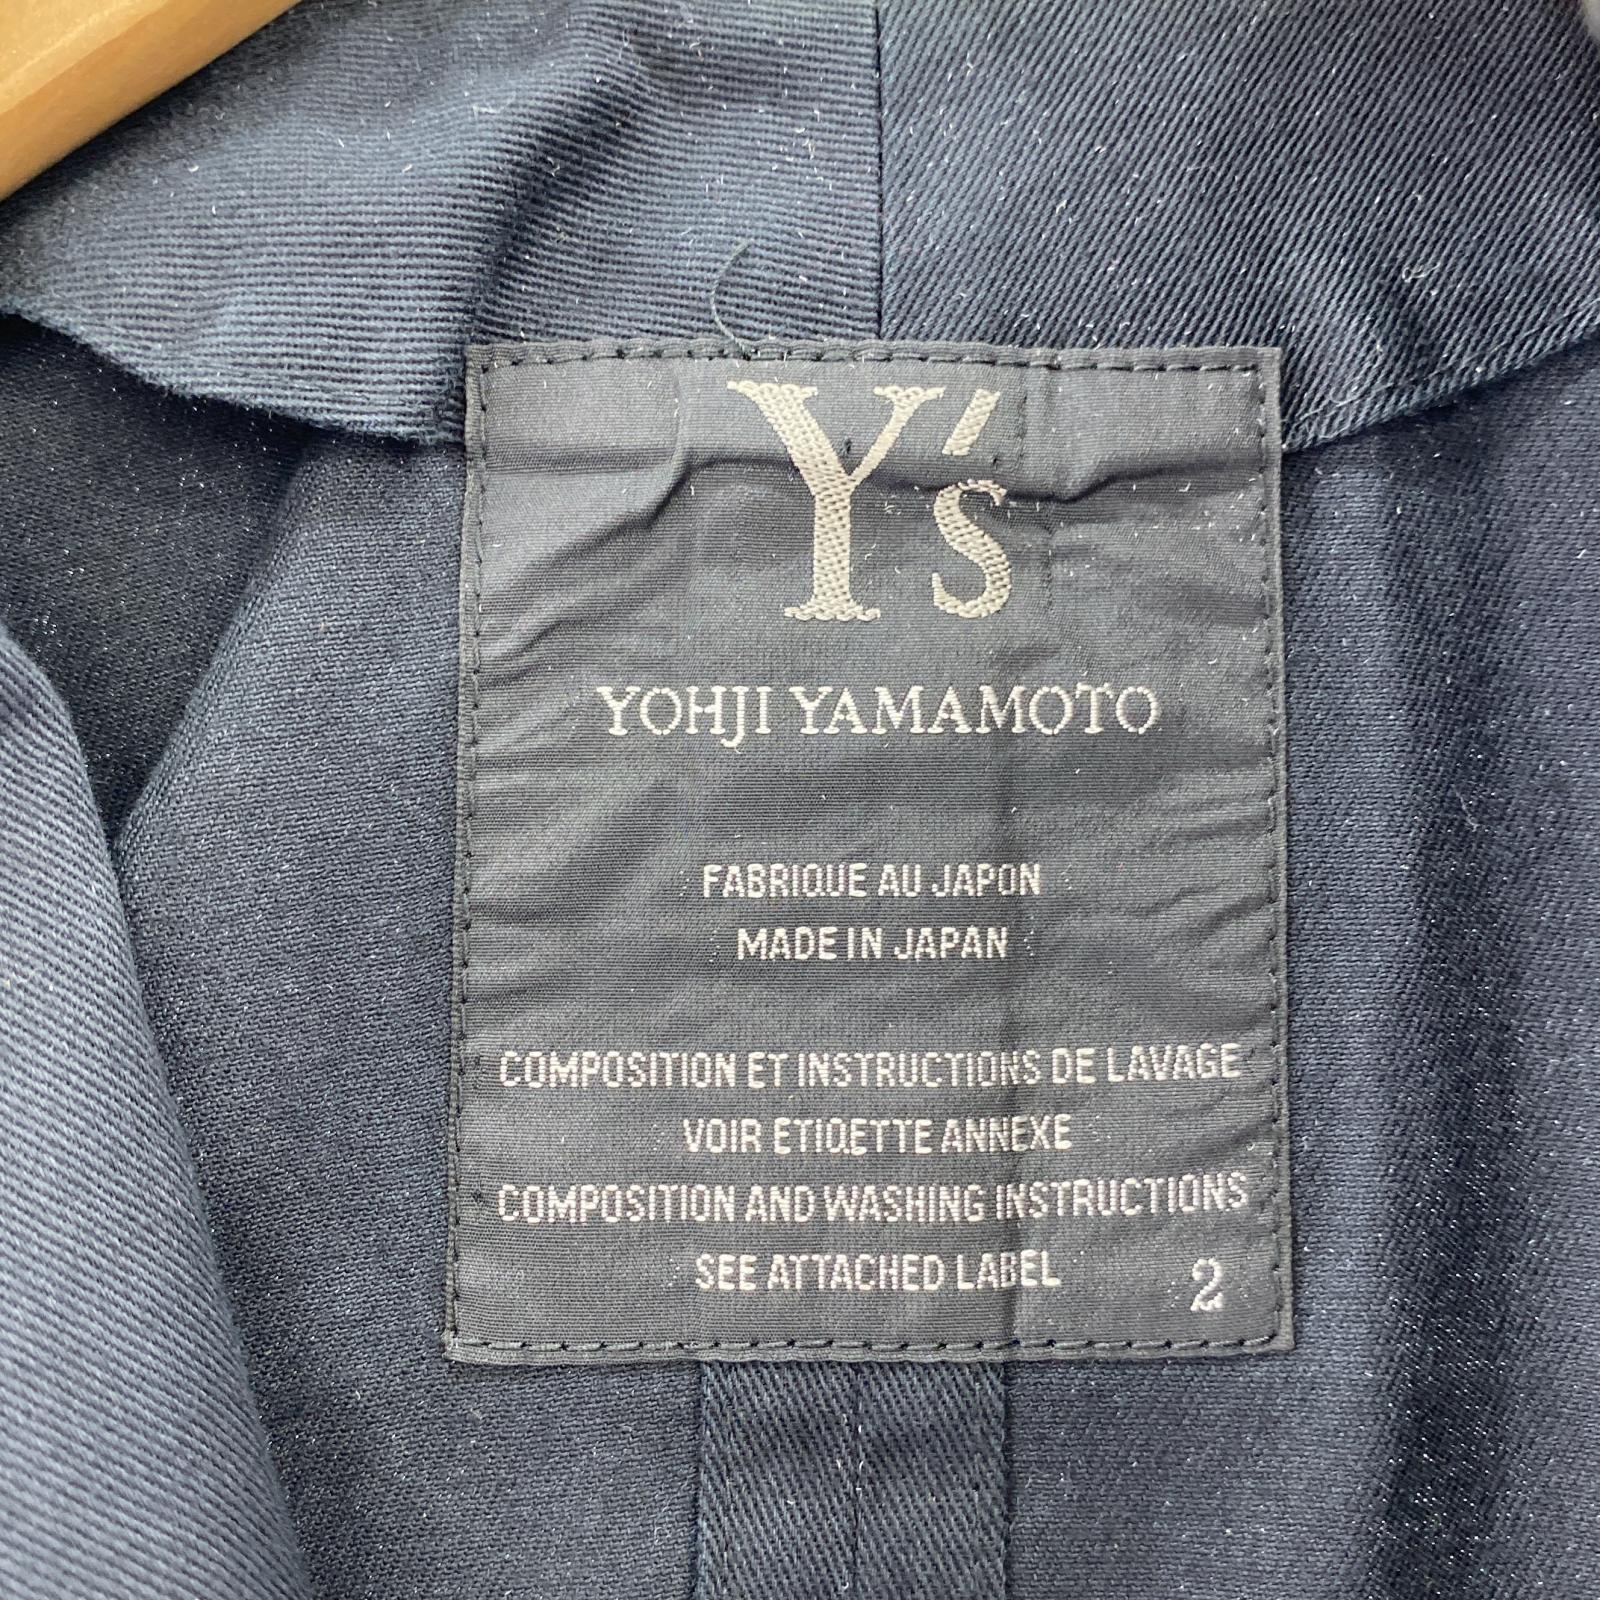 Y's
YOHJI YAMAMOTO
FABRIQUE AU JAPON
MADE IN JAPAN
COMPOSITION ET INSTRUCTIONS DE LAVAGE
VOIR ETIQETTE ANNEXE
COMPOSITION AND WASHING INSTRUCTIONS
SEE ATTACHED LABEL
2